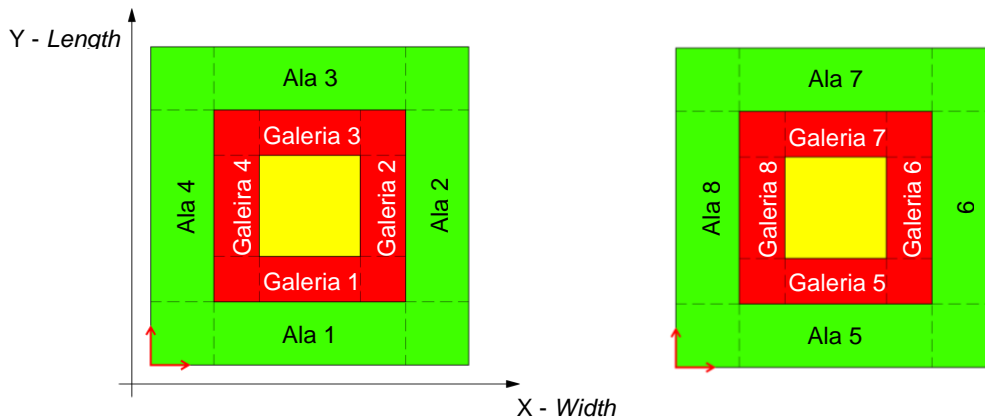 Y - Length
Ala 3
Galeria 3
Ala 4
Galeira 4
Galeria 2
Ala 2
Galeria 1
Ala 1
X - Width
Ala 7
Galeria 7
Ala 8
Galeria 8
Galeria 6
6
Galeria 5
Ala 5